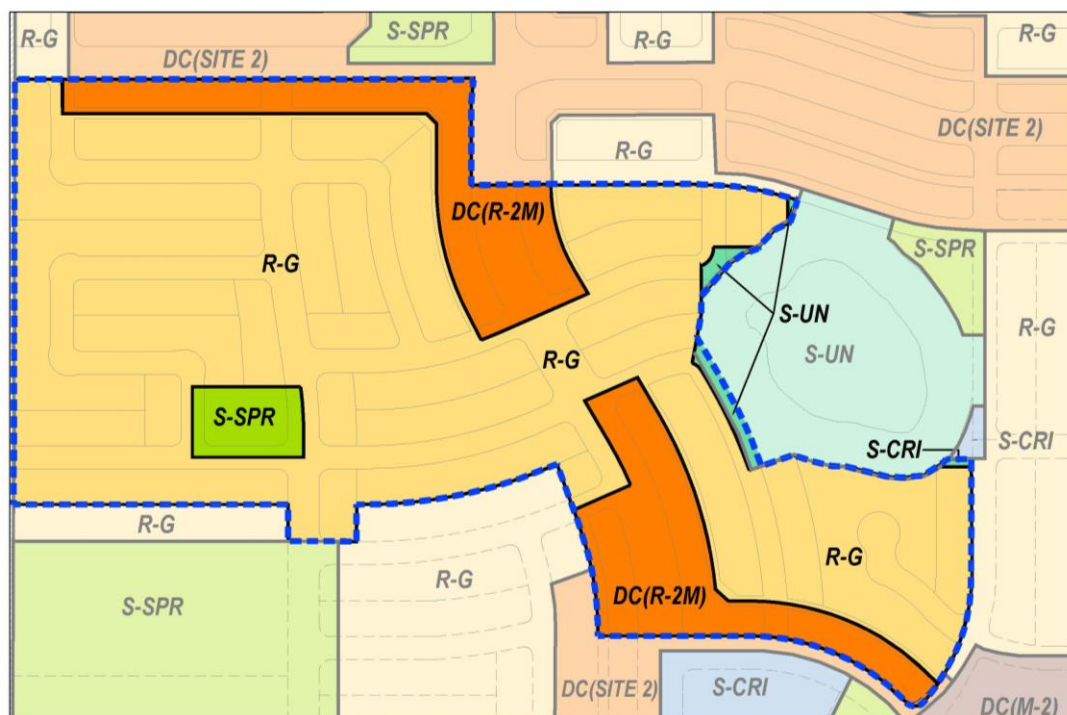 R-G
S-SPR
R-G
R-G
DC(SITE 2)
DC(SITE 2)
R-G
DC(R-2M)
S-SPR
R-G
S-UN
R-G
S-UN
R-G
S-SPR
S-CRI
S-CRI
R-G
R-G
R-G
S-SPR
DC(R-2M)
DC(SITE 2)
S-CRI
DC(M-2)